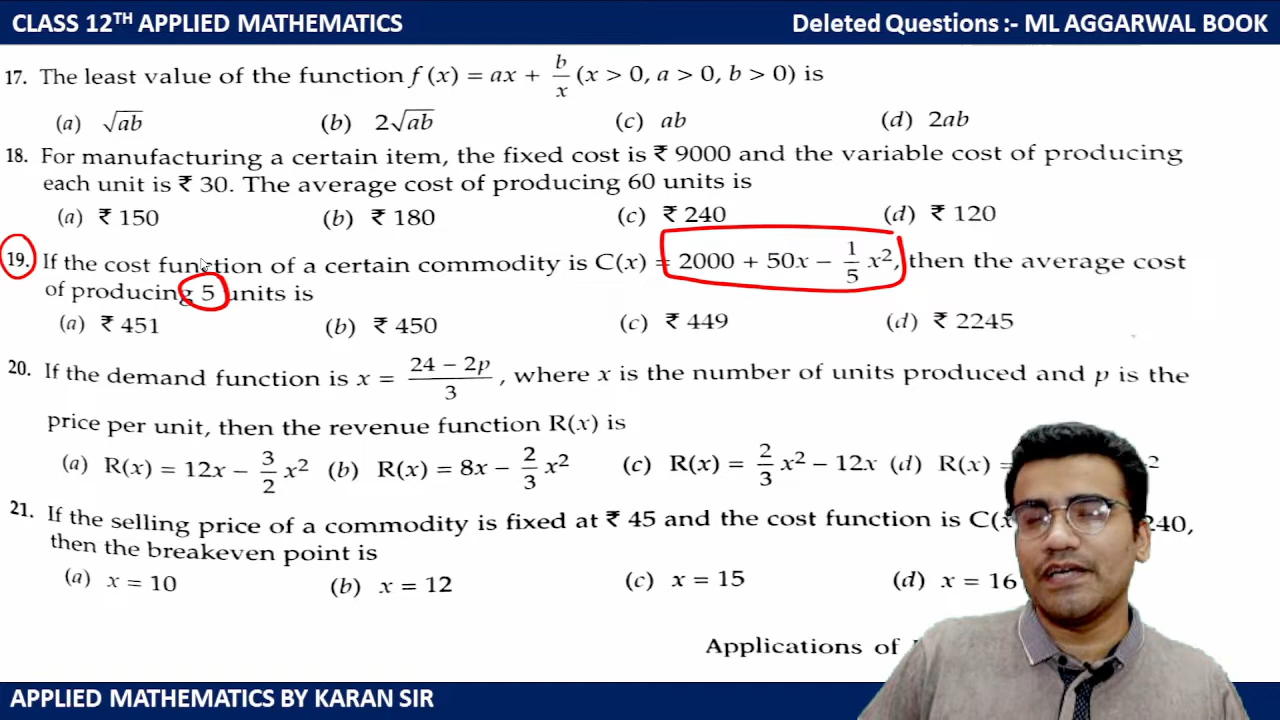 CLASS 12TH APPLIED MATHEMATICS
Deleted Questions :- ML AGGARWAL BOOK
17. The least value of the function f(x) = ax + b/x (x > 0, a > 0, b > 0) is
(a) √ab (b) 2√ab (c) ab (d) 2ab
18. For manufacturing a certain item, the fixed cost is ₹ 9000 and the variable cost of producing
each unit is ₹ 30. The average cost of producing 60 units is
(a) ₹ 150 (b) ₹ 180 (c) ₹ 240 (d) ₹ 120
19. If the cost function of a certain commodity is C(x) = 2000 + 50x − 1/5 x², then the average cost
of producing 5 units is
(a) ₹ 451 (b) ₹ 450 (c) ₹ 449 (d) ₹ 2245
20. If the demand function is x = (24 − 2p)/3, where x is the number of units produced and p is the
price per unit, then the revenue function R(x) is
(a) R(x) = 12x − 3/2 x² (b) R(x) = 8x − 2/3 x² (c) R(x) = 2/3 x² − 12x (d) R(x) = 2
21. If the selling price of a commodity is fixed at ₹ 45 and the cost function is C(x 240,
then the breakeven point is
(a) x = 10 (b) x = 12 (c) x = 15 (d) x = 16
Applications of
APPLIED MATHEMATICS BY KARAN SIR